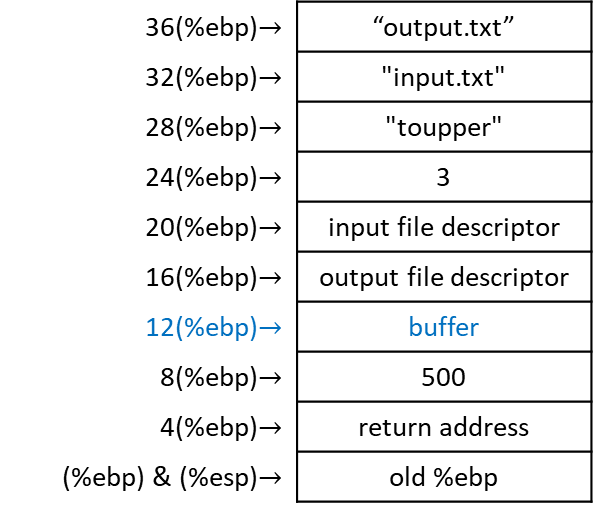 36(%ebp)→ “output.txt”
32(%ebp)→ "input.txt"
28(%ebp)→ "toupper"
24(%ebp)→ 3
20(%ebp)→ input file descriptor
16(%ebp)→ output file descriptor
12(%ebp)→ buffer
8(%ebp)→ 500
4(%ebp)→ return address
(%ebp) & (%esp)→ old %ebp